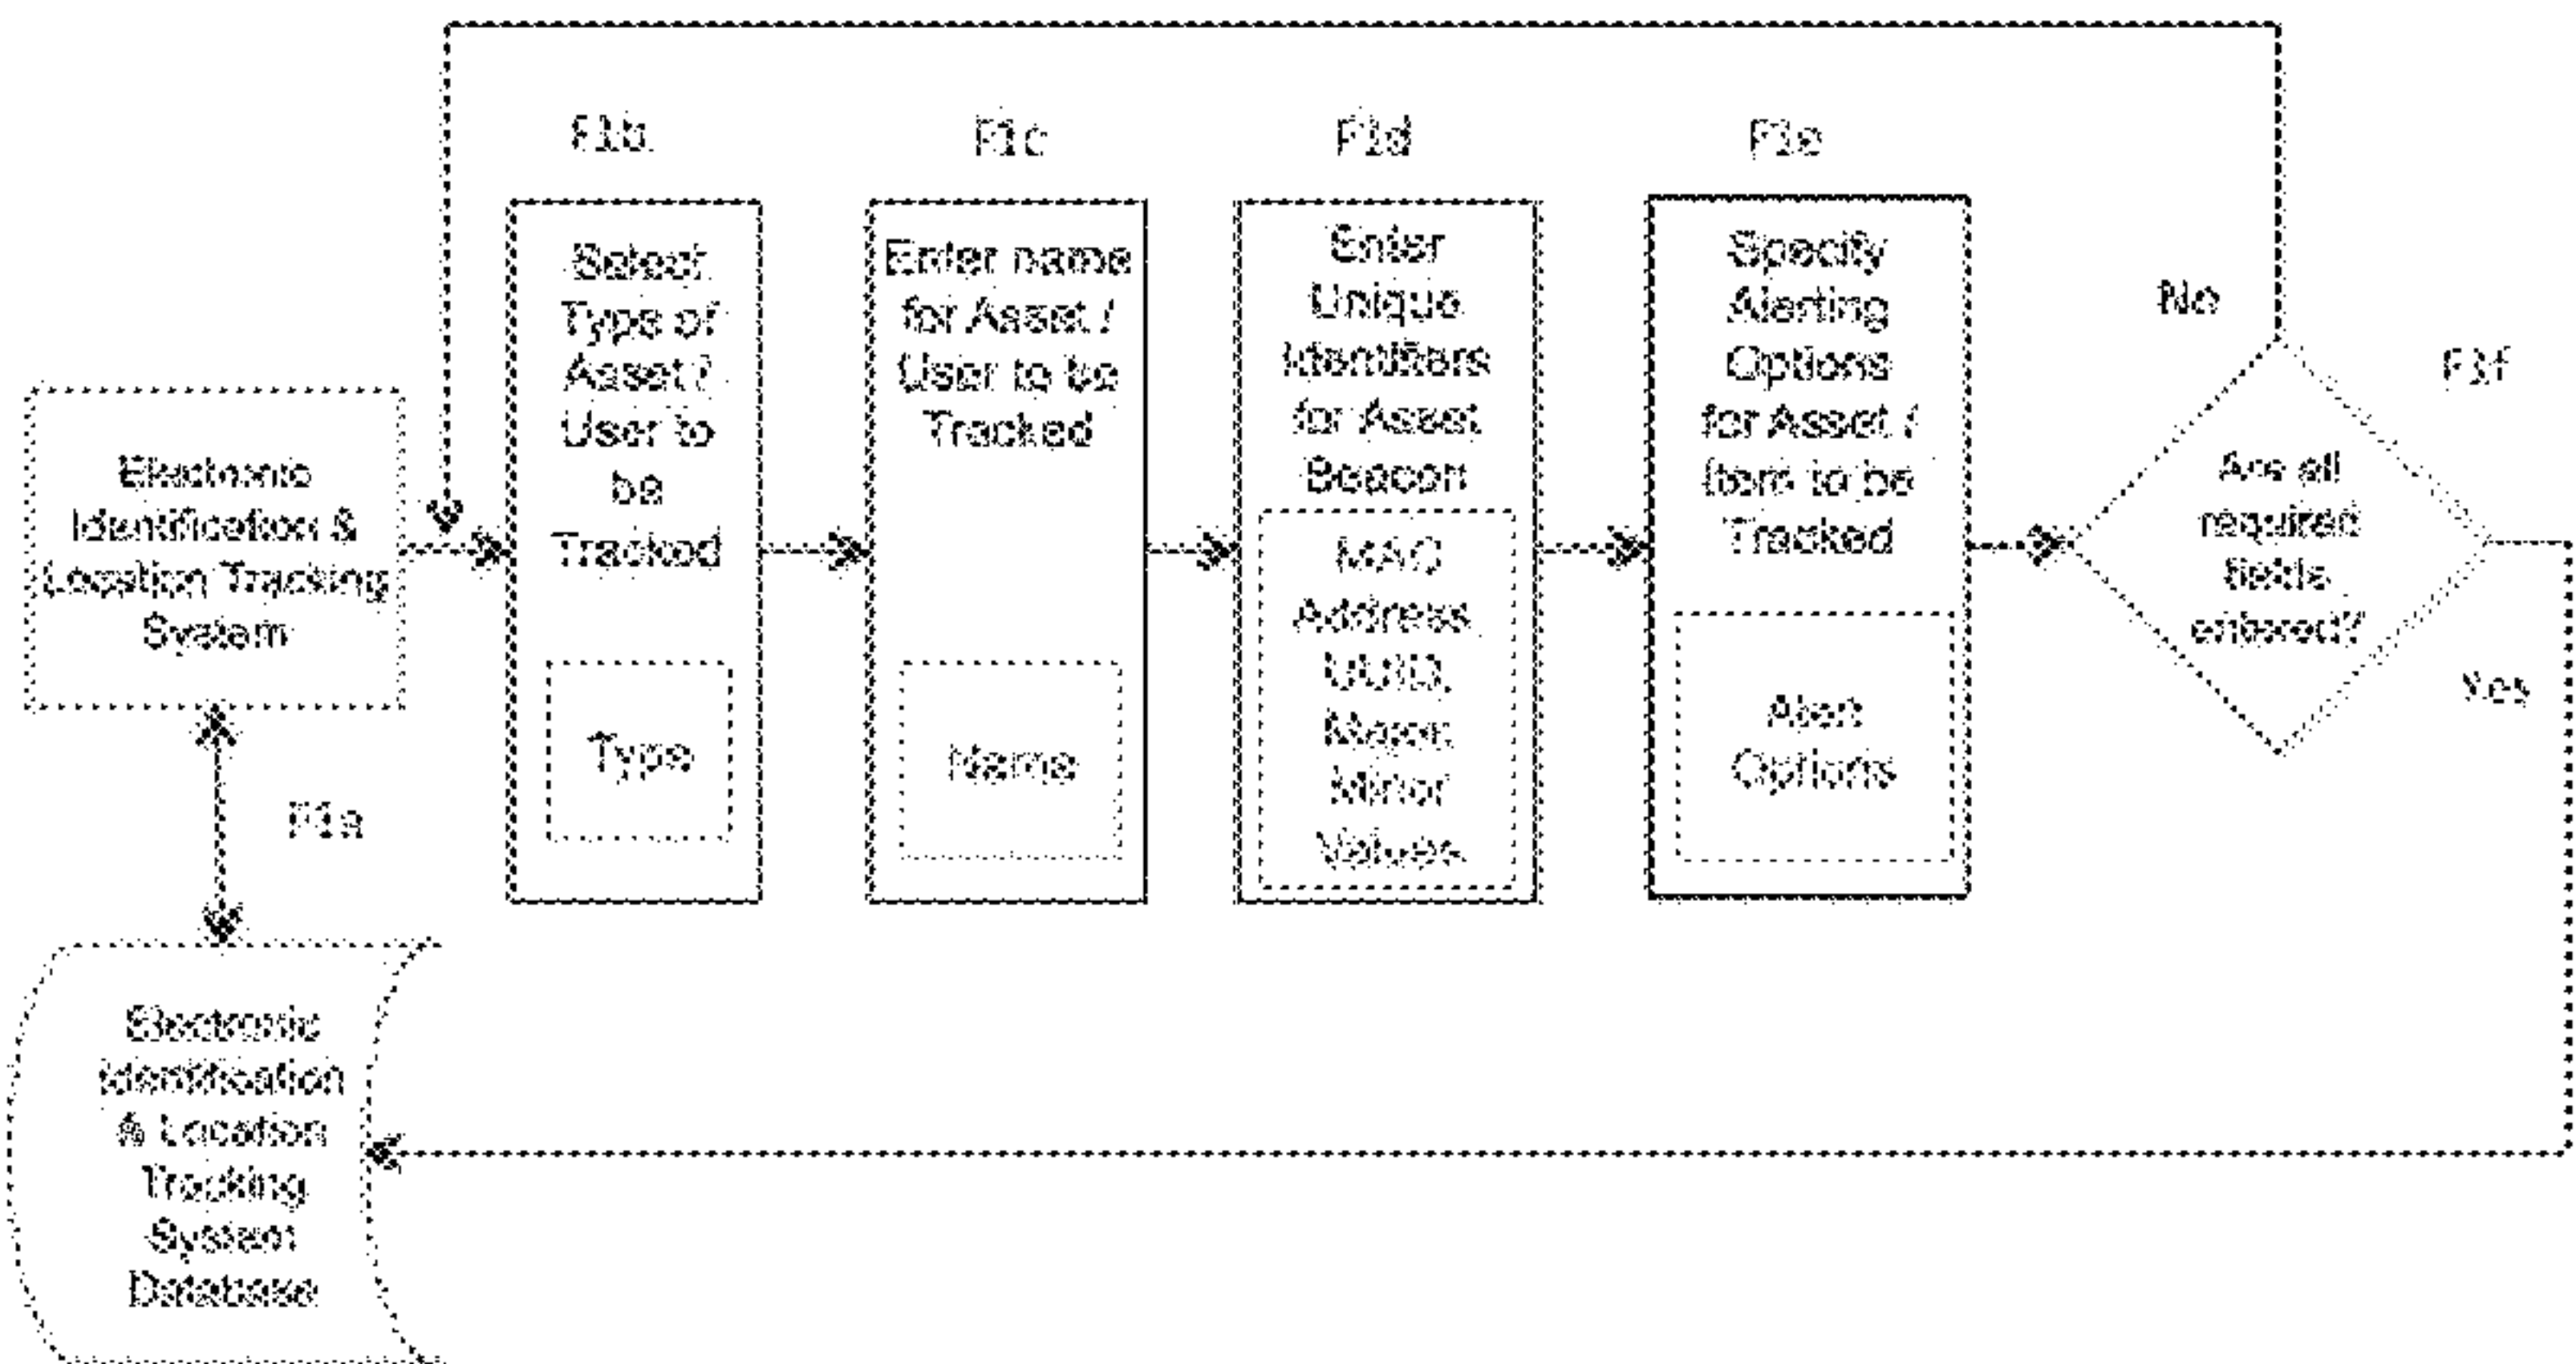 F1b
F1c
F1d
F1e
Electronic
Identification &
Location Tracking
System
F1a
Electronic
Identification
& Location
Tracking
System
Database
Select
Type of
Asset /
User to
be
Tracked
Type
Enter name
for Asset /
User to be
Tracked
Name
Enter
Unique
Identifiers
for Asset
Beacon
MAC
Address
UUID,
Major,
Minor
Values
Specify
Alerting
Options
for Asset /
Item to be
Tracked
Alert
Options
No
F1f
Are all
required
fields
entered?
Yes